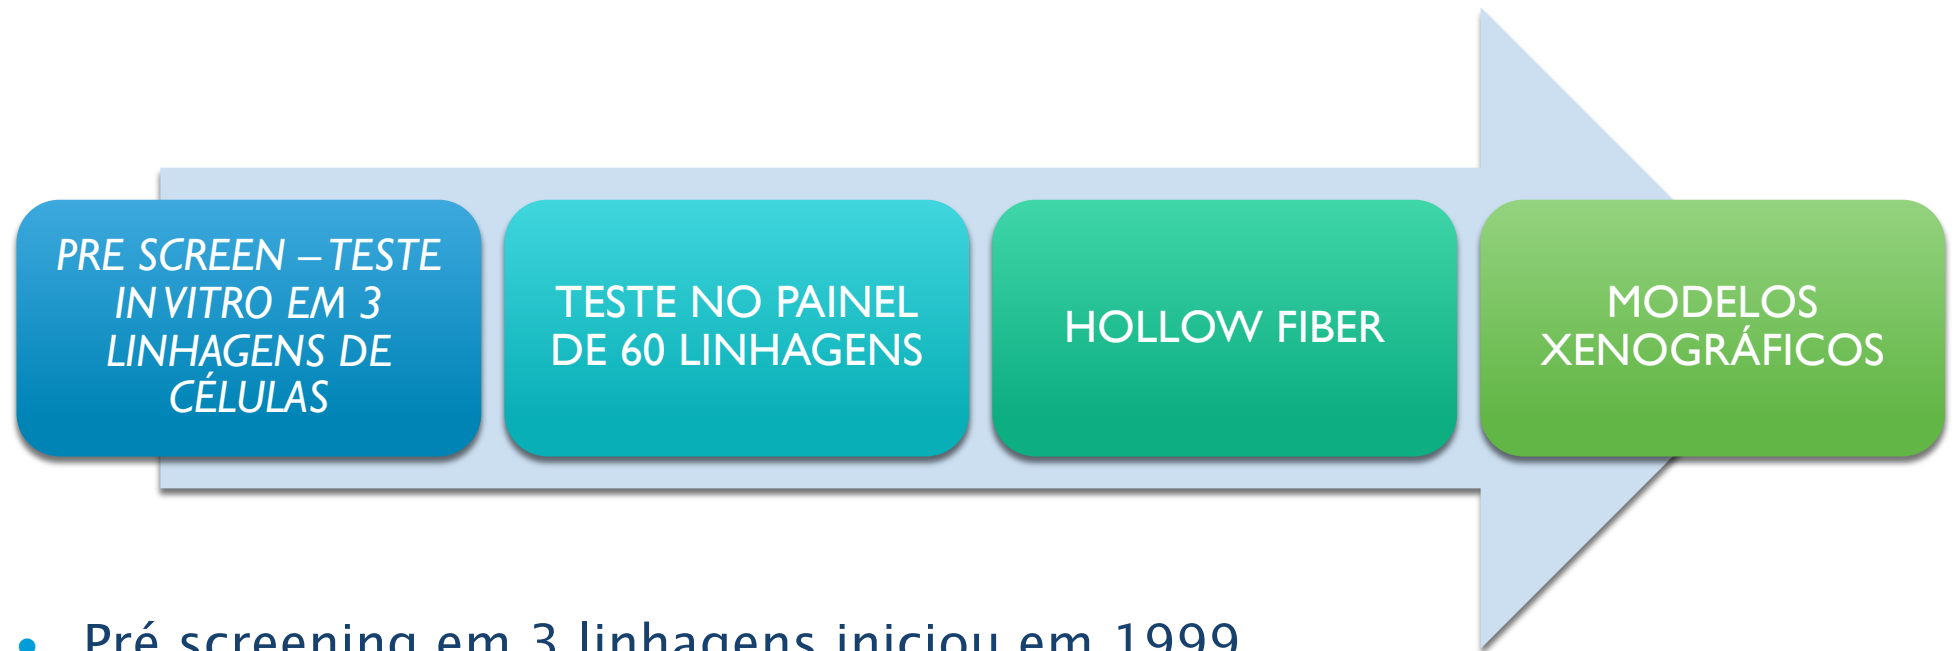 PRE SCREEN – TESTE
IN VITRO EM 3
LINHAGENS DE
CÉLULAS
TESTE NO PAINEL
DE 60 LINHAGENS
HOLLOW FIBER
MODELOS
XENOGRÁFICOS
• Pré screening em 3 linhagens iniciou em 1999